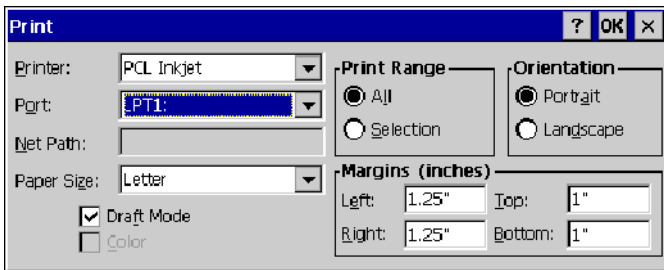 Print ? OK ×
Printer: PCL Inkjet
Port: LPT1:
Net Path:
Paper Size: Letter
Draft Mode
Color
Print Range
All
Selection
Orientation
Portrait
Landscape
Margins (inches)
Left: 1.25" Top: 1"
Right: 1.25" Bottom: 1"